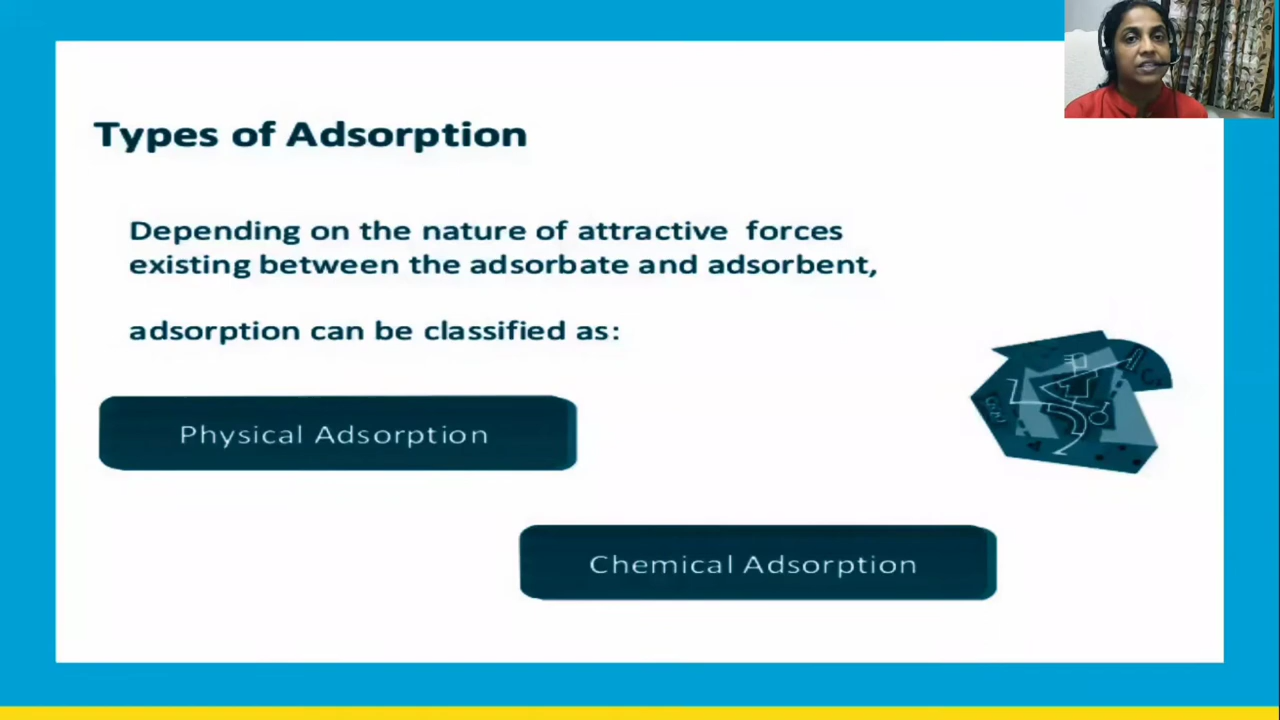 Types of Adsorption
Depending on the nature of attractive forces
existing between the adsorbate and adsorbent,
adsorption can be classified as:
Physical Adsorption
Chemical Adsorption